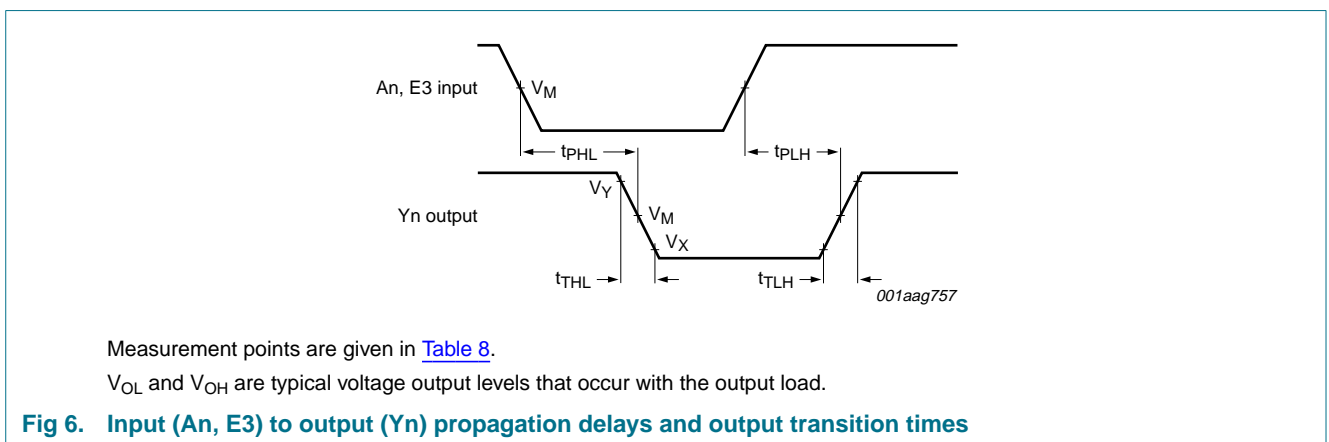 An, E3 input
VM
tPHL
tPLH
VY
Yn output
VM
VX
tTHL
tTLH
001aag757
Measurement points are given in Table 8.
VOL and VOH are typical voltage output levels that occur with the output load.
Fig 6. Input (An, E3) to output (Yn) propagation delays and output transition times